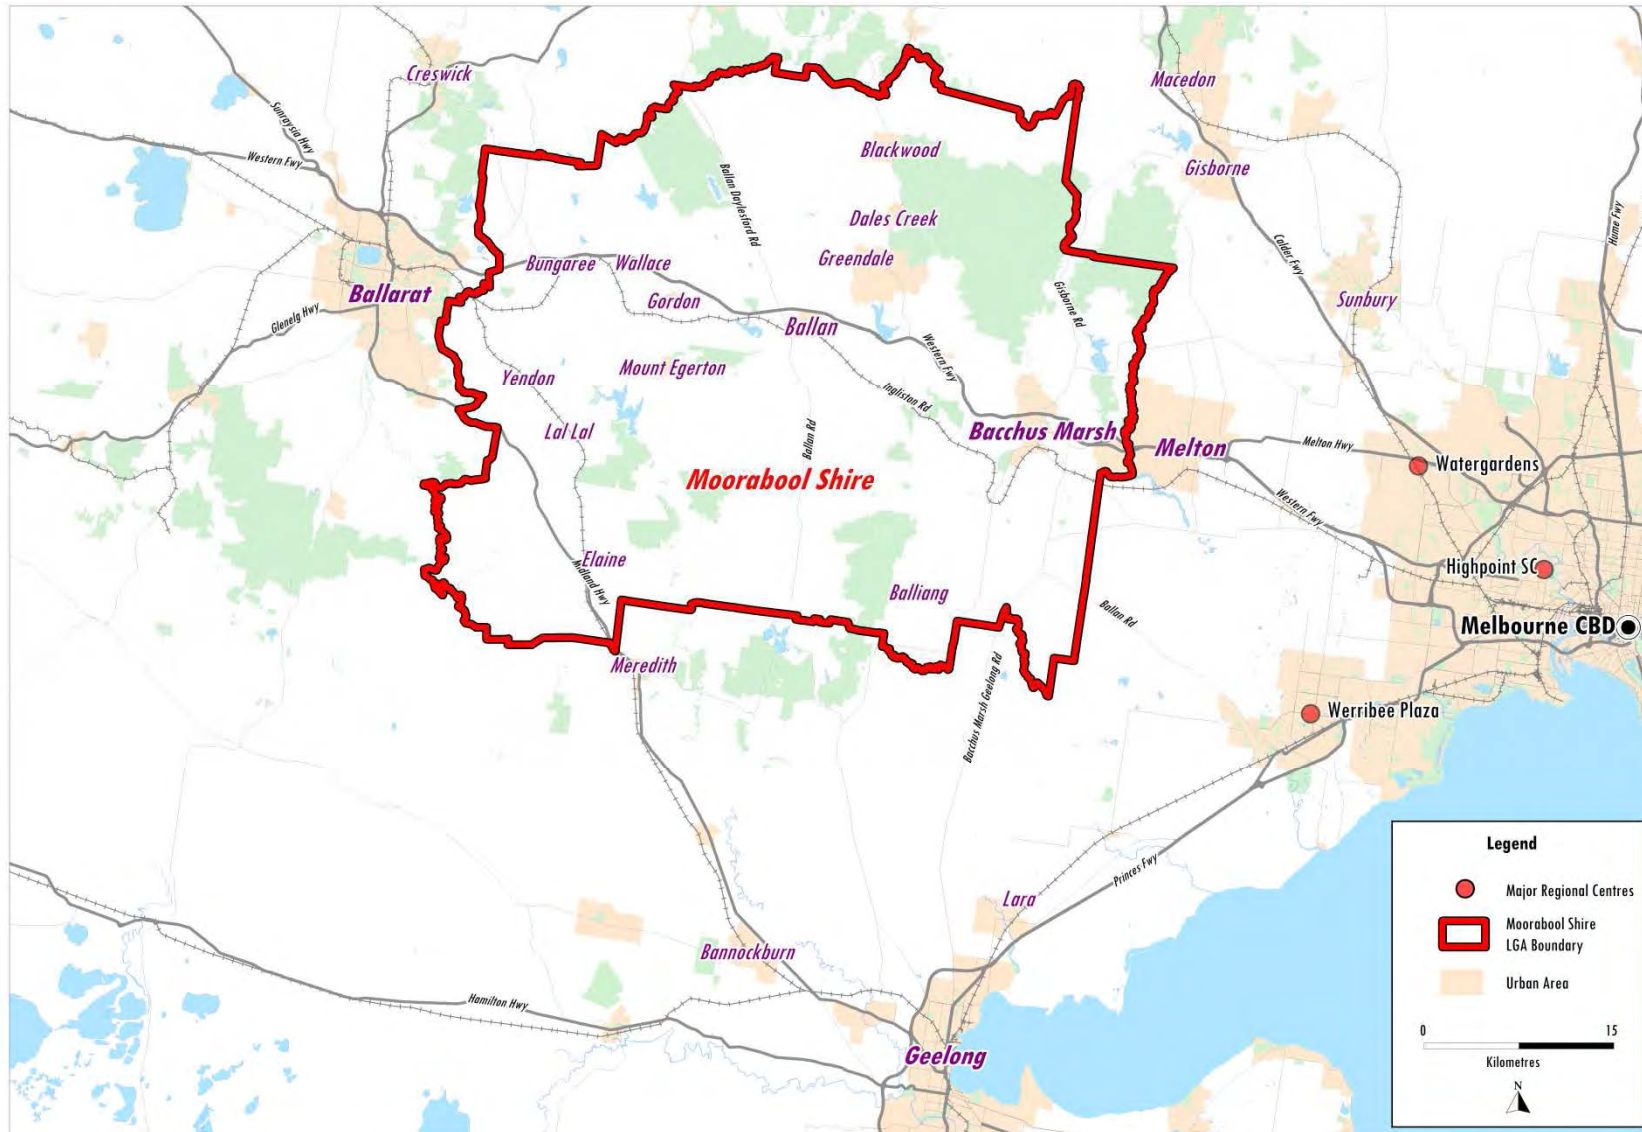 Creswick
Macedon
Sunraysia Hwy
Western Fwy
Blackwood
Gisborne
Ballan Daylesford Rd
Hume Fwy
Dales Creek
Calder Fwy
Bungaree
Wallace
Greendale
Ballarat
Gordon
Gisborne Rd
Sunbury
Glenelg Hwy
Ballan
Western Fwy
Mount Egerton
Yendon
Ingliston Rd
Lal Lal
Ballan Rd
Bacchus Marsh
Melton
Melton Hwy
Watergardens
Moorabool Shire
Western Fwy
Elaine
Midland Hwy
Balliang
Ballan Rd
Highpoint SC
Melbourne CBD
Meredith
Bacchus Marsh Geelong Rd
Werribee Plaza
Princes Fwy
Lara
Bannockburn
Hamilton Hwy
Geelong
Legend
Major Regional Centres
Moorabool Shire
LGA Boundary
Urban Area
0 15
Kilometres
N